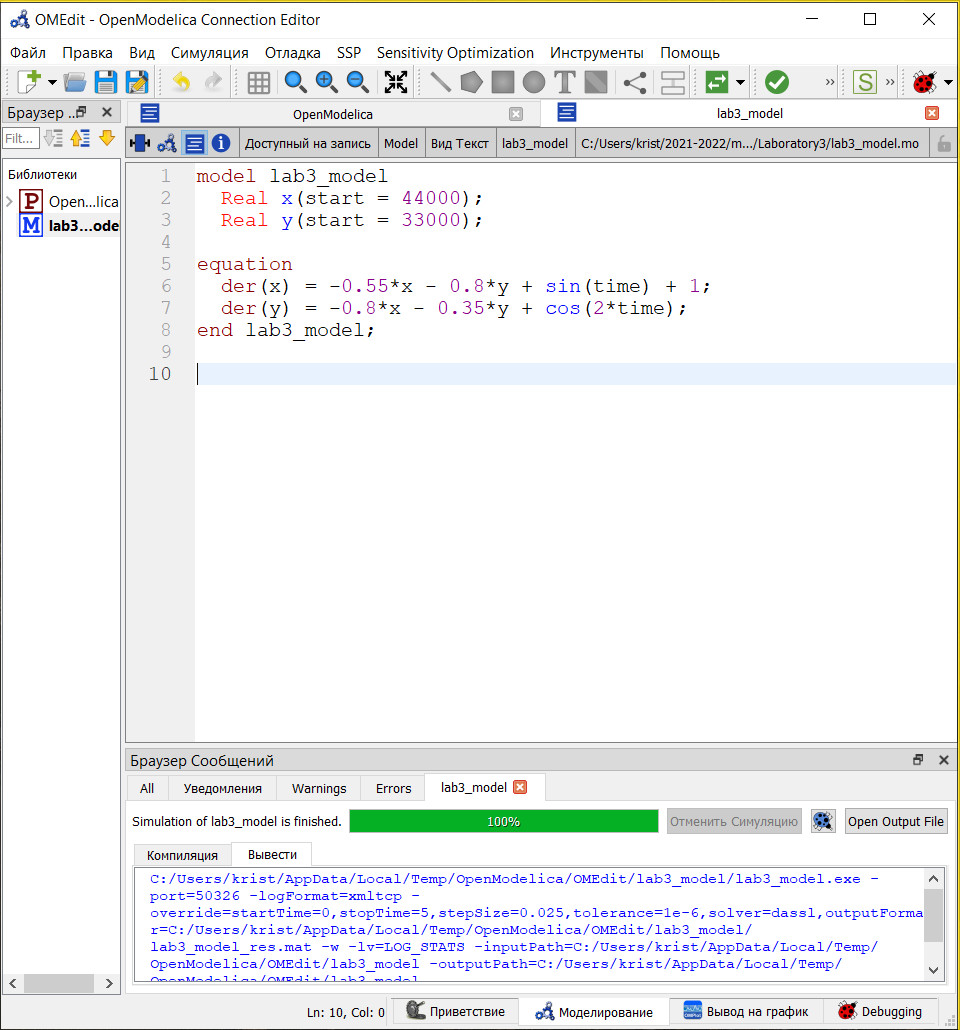 OMEdit - OpenModelica Connection Editor
Файл Правка Вид Симуляция Отладка SSP Sensitivity Optimization Инструменты Помощь
Браузер ..
OpenModelica
lab3_model
Filt...
Доступный на запись Model Вид Текст lab3_model C:/Users/krist/2021-2022/m.../Laboratory3/lab3_model.mo
Библиотеки
P Open...lica
M lab3...ode
1 model lab3_model
2 Real x(start = 44000);
3 Real y(start = 33000);
4
5 equation
6 der(x) = -0.55*x - 0.8*y + sin(time) + 1;
7 der(y) = -0.8*x - 0.35*y + cos(2*time);
8 end lab3_model;
9
10
Браузер Сообщений
All Уведомления Warnings Errors lab3_model
Simulation of lab3_model is finished. 100% Отменить Симуляцию Open Output File
Компиляция Вывести
C:/Users/krist/AppData/Local/Temp/OpenModelica/OMEdit/lab3_model/lab3_model.exe -
port=50326 -logFormat=xmltcp -
override=startTime=0,stopTime=5,stepSize=0.025,tolerance=1e-6,solver=dassl,outputForma
r=C:/Users/krist/AppData/Local/Temp/OpenModelica/OMEdit/lab3_model/
lab3_model_res.mat -w -lv=LOG_STATS -inputPath=C:/Users/krist/AppData/Local/Temp/
OpenModelica/OMEdit/lab3_model -outputPath=C:/Users/krist/AppData/Local/Temp/
OpenModelica/OMEdit/lab3_model
Ln: 10, Col: 0 Приветствие Моделирование Вывод на график Debugging